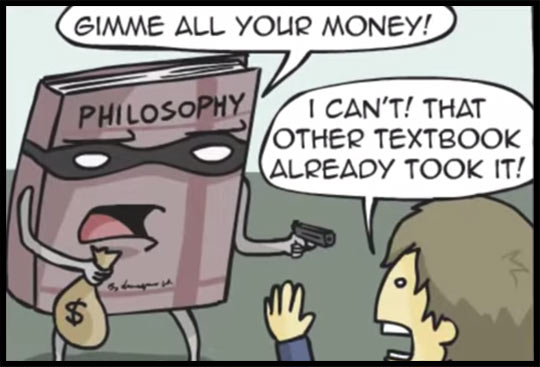 GIMME ALL YOUR MONEY!
PHILOSOPHY
I CAN'T! THAT
OTHER TEXTBOOK
ALREADY TOOK IT!
$